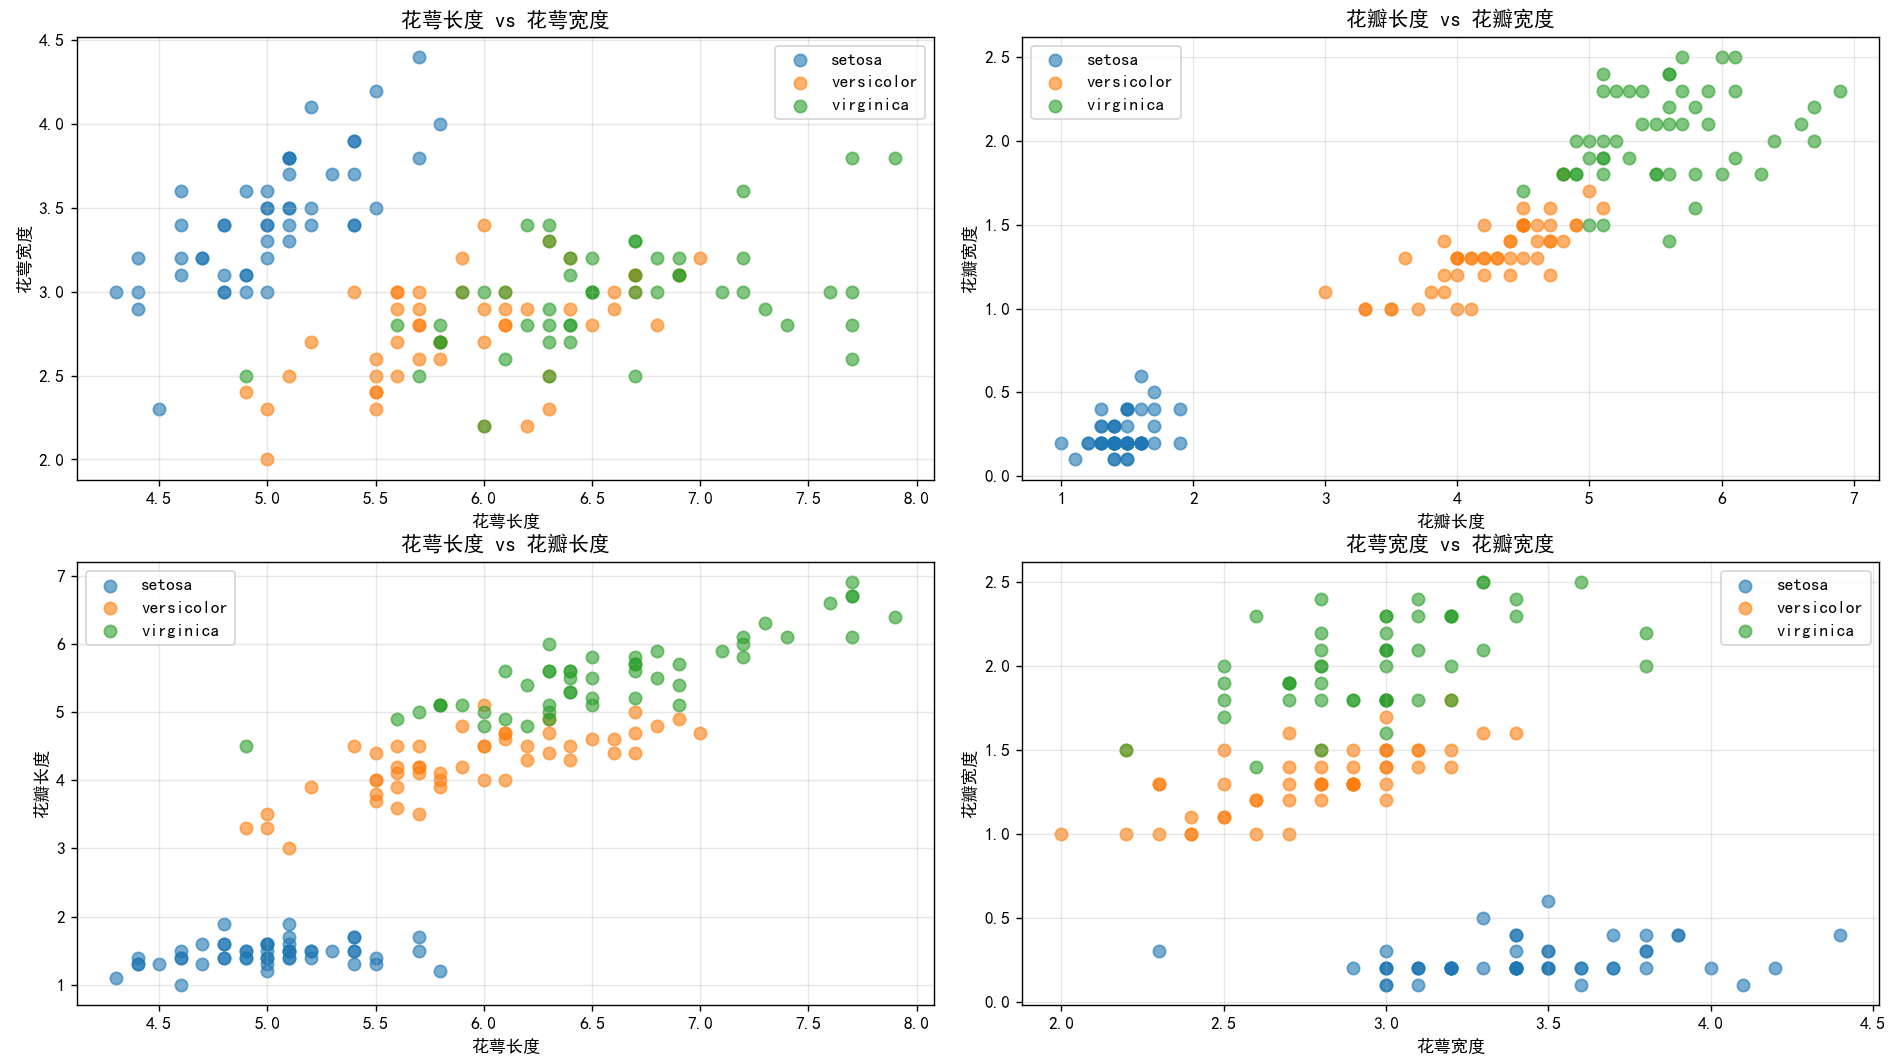 花萼长度 vs 花萼宽度
4.5
4.0
3.5
3.0
2.5
2.0
花萼宽度
setosa
versicolor
virginica
4.5 5.0 5.5 6.0 6.5 7.0 7.5 8.0
花萼长度
花瓣长度 vs 花瓣宽度
2.5
2.0
1.5
1.0
0.5
0.0
花瓣宽度
setosa
versicolor
virginica
1 2 3 4 5 6 7
花瓣长度
花萼长度 vs 花瓣长度
7
6
5
4
3
2
1
花瓣长度
setosa
versicolor
virginica
4.5 5.0 5.5 6.0 6.5 7.0 7.5 8.0
花萼长度
花萼宽度 vs 花瓣宽度
2.5
2.0
1.5
1.0
0.5
0.0
花瓣宽度
setosa
versicolor
virginica
2.0 2.5 3.0 3.5 4.0 4.5
花萼宽度